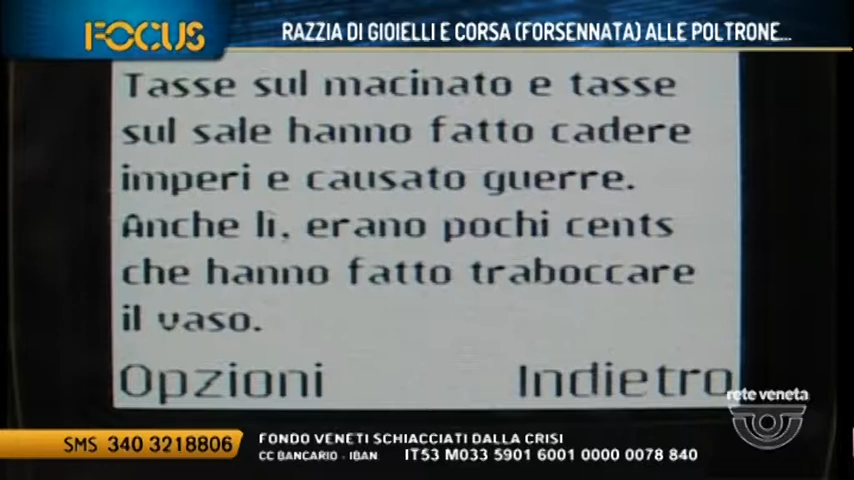 FOCUS
RAZZIA DI GIOIELLI E CORSA (FORSENNATA) ALLE POLTRONE...
Tasse sul macinato e tasse
sul sale hanno fatto cadere
imperi e causato guerre.
Anche lì, erano pochi cents
che hanno fatto traboccare
il vaso.
Opzioni Indietro
rete veneta
SMS 340 3218806
FONDO VENETI SCHIACCIATI DALLA CRISI
CC BANCARIO - IBAN IT53 M033 5901 6001 0000 0078 840